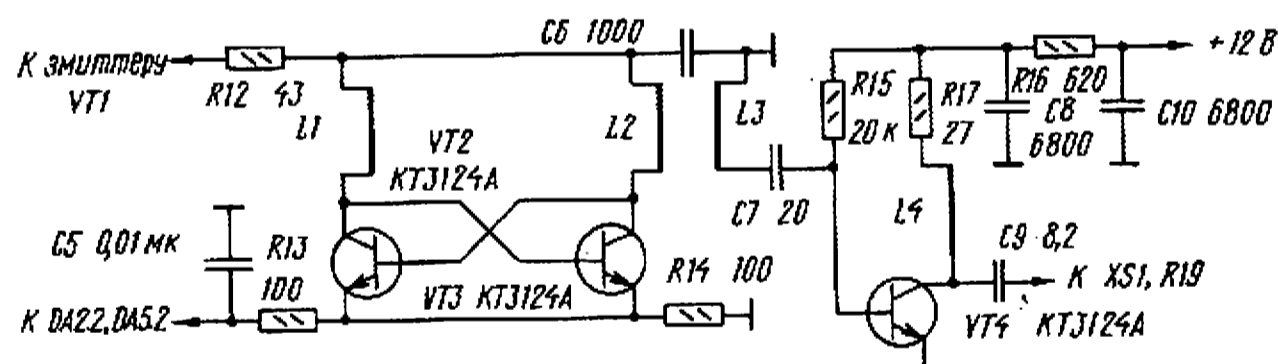 К эмиттеру
VT1
R12 43
L1
VT2
КТ3124А
L2
C6 1000
L3
C7 20
R15
20к
R17
27
R16 620
C8
6800
C10 6800
+12 В
C5 0,01 мк
R13
100
К DA2.2, DA5.2
VT3 КТ3124А
R14 100
L4
C9 8,2
К XS1, R19
VT4 КТ3124А